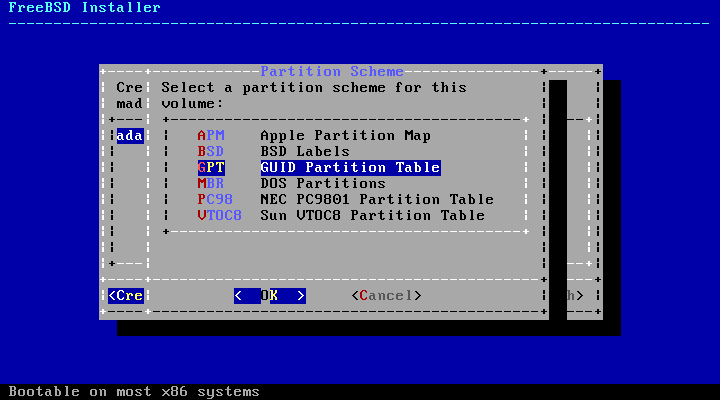 FreeBSD Installer
Partition Scheme
Cre
mad
Select a partition scheme for this
volume:
ada
APM Apple Partition Map
BSD BSD Labels
GPT GUID Partition Table
MBR DOS Partitions
PC98 NEC PC9801 Partition Table
VTOC8 Sun VTOC8 Partition Table
<Cre < OK > <Cancel> h>
Bootable on most x86 systems